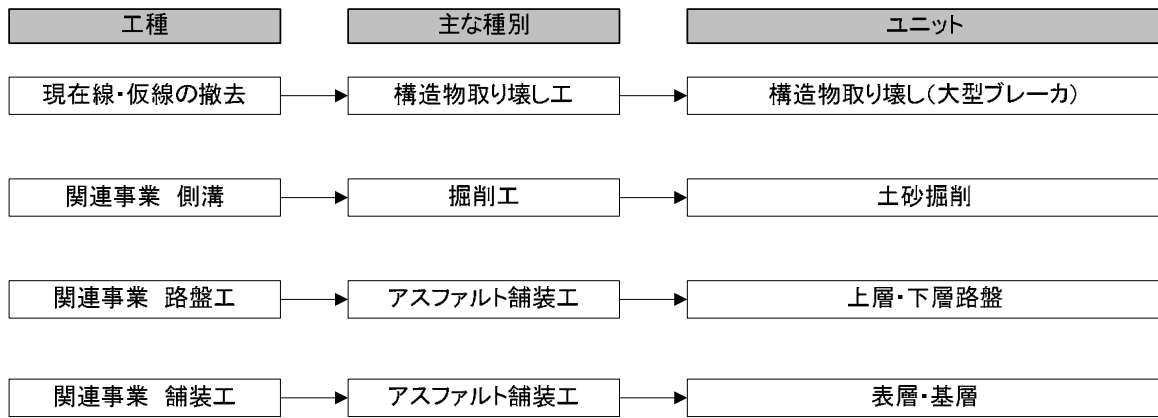 工種 主な種別 ユニット
現在線・仮線の撤去 構造物取り壊し工 構造物取り壊し(大型ブレーカ)
関連事業 側溝 掘削工 土砂掘削
関連事業 路盤工 アスファルト舗装工 上層・下層路盤
関連事業 舗装工 アスファルト舗装工 表層・基層